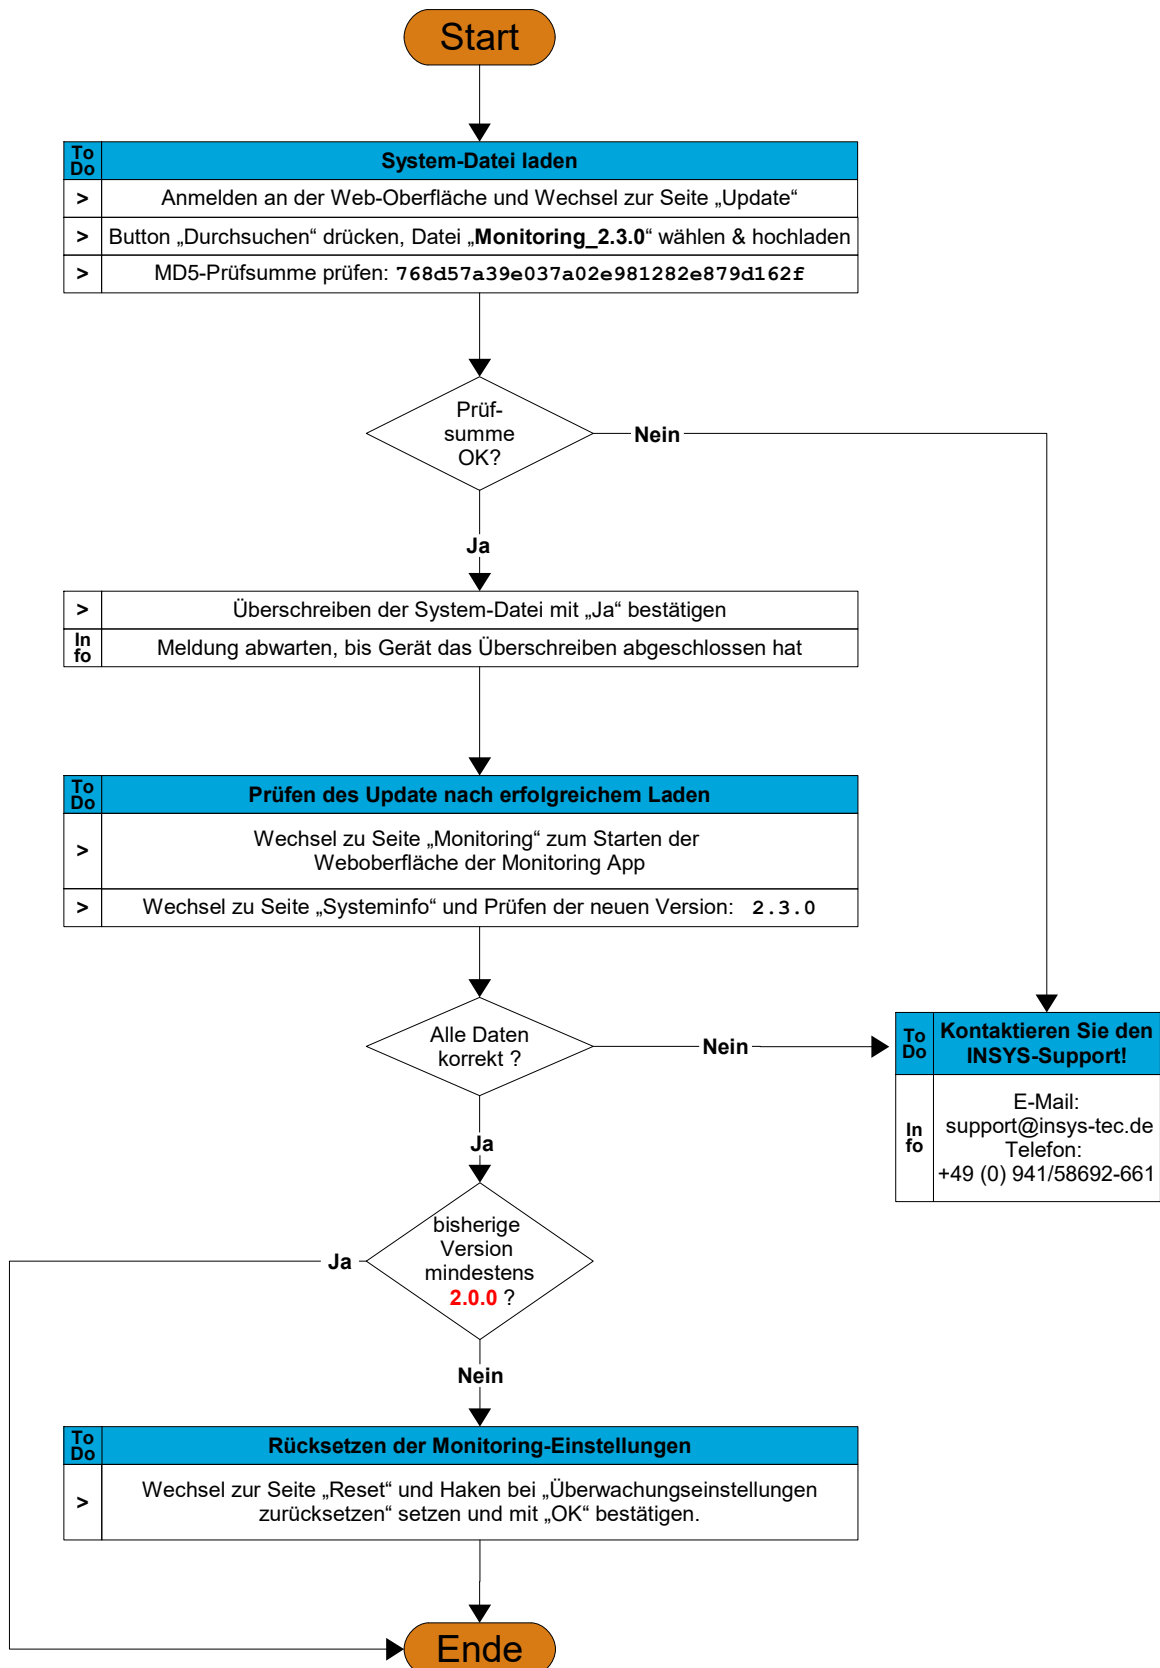 Start
To
Do
System-Datei laden
> Anmelden an der Web-Oberfläche und Wechsel zur Seite „Update“
> Button „Durchsuchen“ drücken, Datei „Monitoring_2.3.0“ wählen & hochladen
> MD5-Prüfsumme prüfen: 768d57a39e037a02e981282e879d162f
Prüf-
summe
OK?
Nein
Ja
> Überschreiben der System-Datei mit „Ja“ bestätigen
In
fo
Meldung abwarten, bis Gerät das Überschreiben abgeschlossen hat
To
Do
Prüfen des Update nach erfolgreichem Laden
> Wechsel zu Seite „Monitoring“ zum Starten der
Weboberfläche der Monitoring App
> Wechsel zu Seite „Systeminfo“ und Prüfen der neuen Version: 2.3.0
Alle Daten
korrekt ?
Nein
To
Do
Kontaktieren Sie den
INSYS-Support!
In
fo
E-Mail:
support@insys-tec.de
Telefon:
+49 (0) 941/58692-661
Ja
bisherige
Version
mindestens
2.0.0 ?
Ja
Nein
To
Do
Rücksetzen der Monitoring-Einstellungen
> Wechsel zur Seite „Reset“ und Haken bei „Überwachungseinstellungen
zurücksetzen“ setzen und mit „OK“ bestätigen.
Ende